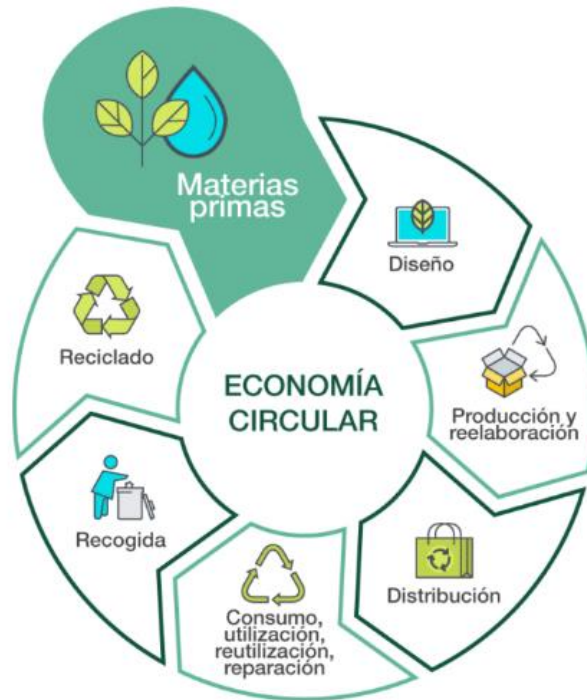 Materias
primas
Diseño
Producción y
reelaboración
Distribución
Consumo,
utilización,
reutilización,
reparación
Recogida
Reciclado
ECONOMÍA
CIRCULAR